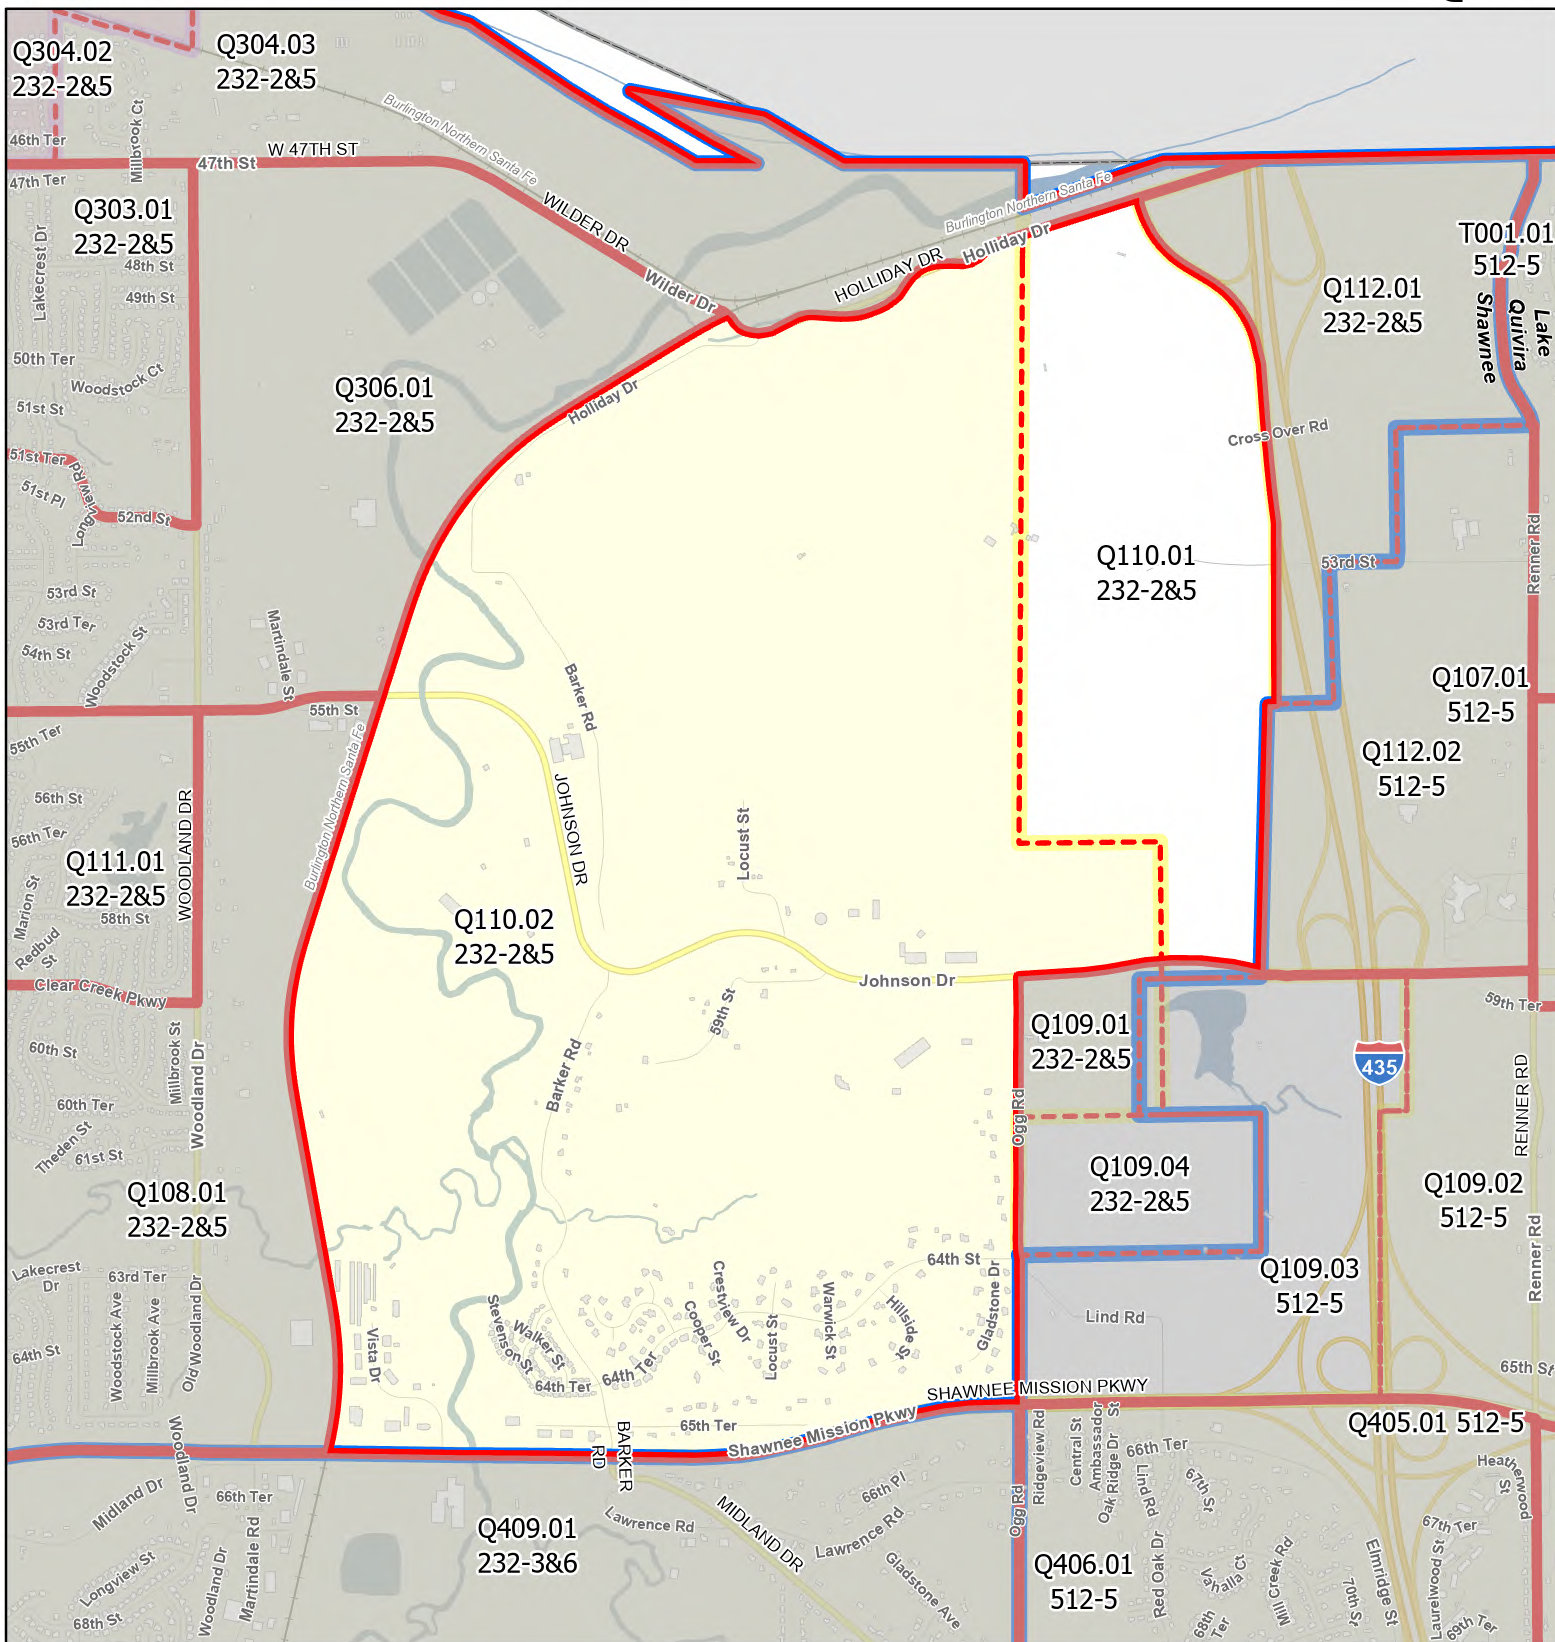 Q304.02
232-2&5
Q304.03
232-2&5
46th Ter
Millbrook Ct
Burlington Northern Santa Fe
W 47TH ST
47th St
47th Ter
Q303.01
232-2&5
Lakecrest Dr
48th St
49th St
50th Ter
Woodstock Ct
51st St
51st Ter
51st Pl
Longview Rd
52nd St
53rd St
53rd Ter
54th St
Woodstock St
Martindale St
WILDER DR
Wilder Dr
HOLLIDAY DR
Holliday Dr
Burlington Northern Santa Fe
Q306.01
232-2&5
Holliday Dr
T001.01
512-5
Lake
Quivira
Shawnee
Q112.01
232-2&5
Cross Over Rd
53rd St
Renner Rd
Q110.01
232-2&5
Q107.01
512-5
Q112.02
512-5
55th St
55th Ter
Burlington Northern Santa Fe
Barker Rd
JOHNSON DR
Locust St
56th St
56th Ter
Q111.01
232-2&5
WOODLAND DR
Marion St
58th St
Redbud
St
Clear Creek Pkwy
Q110.02
232-2&5
Johnson Dr
59th St
Barker Rd
59th Ter
Q109.01
232-2&5
435
RENNER RD
Ogg Rd
60th St
Millbrook St
Woodland Dr
60th Ter
Theden St
61st St
Q109.04
232-2&5
Q109.02
512-5
Renner Rd
Q108.01
232-2&5
Lakecrest
Dr
63rd Ter
Woodstock Ave
Millbrook Ave
Old Woodland Dr
64th St
64th St
Q109.03
512-5
Lind Rd
Vista Dr
Stevenson St
Walker St
64th Ter
64th Ter
Cooper St
Crestview Dr
Locust St
Warwick St
Hillside St
Gladstone Dr
65th St
SHAWNEE MISSION PKWY
Shawnee Mission Pkwy
65th Ter
BARKER
RD
Q405.01 512-5
Woodland Dr
Midland Dr
66th Ter
Martindale Rd
Longview St
Woodland Dr
68th St
Q409.01
232-3&6
Lawrence Rd
MIDLAND DR
66th Pl
Lawrence Rd
Gladstone Ave
Ogg Rd
Ridgeview Rd
Central St
Ambassador
St
Oak Ridge Dr
66th Ter
Lind Rd
67th St
Heatherwood
St
67th Ter
Q406.01
512-5
Red Oak Dr
Vahalla Ct
68th
Ter
Mill Creek Rd
70th St
Elmridge St
Laurelwood St
69th Ter